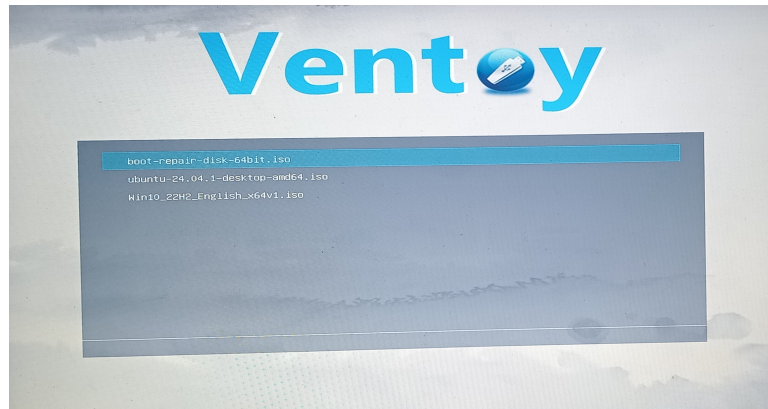 Ventoy
boot-repair-disk-64bit.iso
ubuntu-24.04.1-desktop-amd64.iso
Win10_22H2_English_x64v1.iso